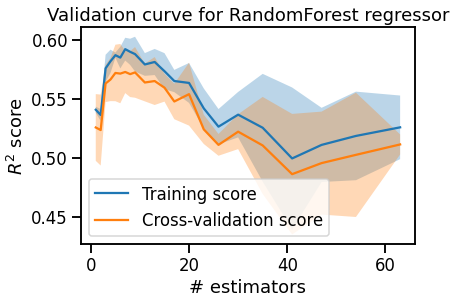 Validation curve for RandomForest regressor
0.60
0.55
0.50
0.45
R² score
Training score
Cross-validation score
0 20 40 60
# estimators